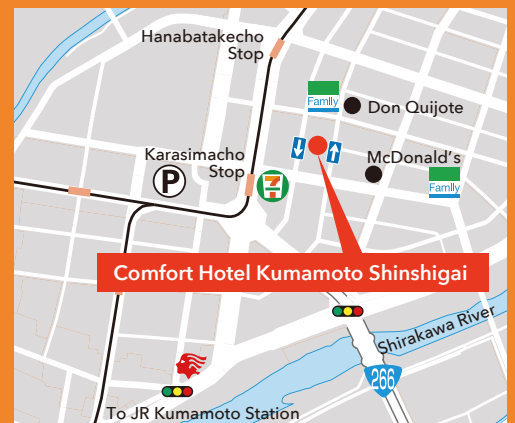 Hanabatakecho
Stop
Family
Don Quijote
Karasimacho
Stop
P
7
McDonald's
Family
Comfort Hotel Kumamoto Shinshigai
Shirakawa River
266
To JR Kumamoto Station